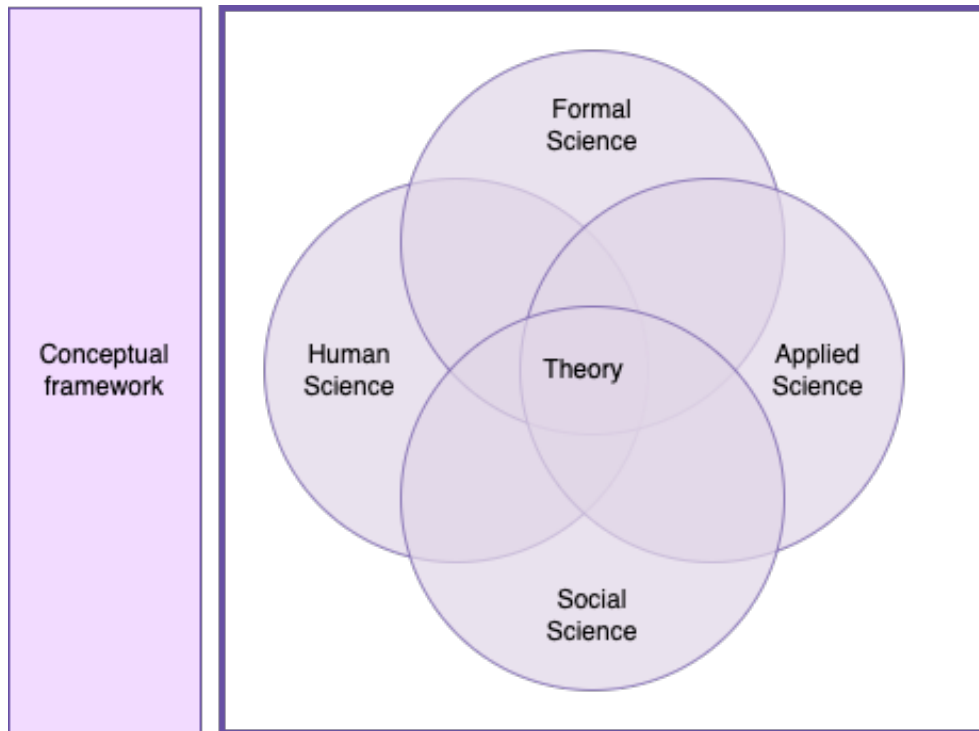 Conceptual
framework
Formal
Science
Human
Science
Theory
Applied
Science
Social
Science